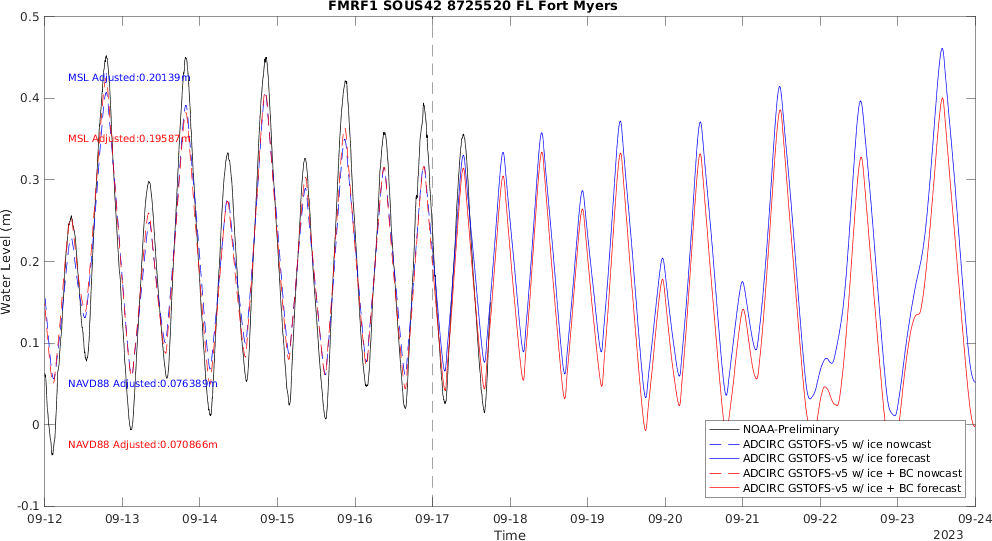 FMRF1 SOUS42 8725520 FL Fort Myers
0.5
0.4
0.3
0.2
0.1
0
-0.1
Water Level (m)
MSL Adjusted:0.20139m
MSL Adjusted:0.19587m
NAVD88 Adjusted:0.076389m
NAVD88 Adjusted:0.070866m
NOAA-Preliminary
ADCIRC GSTOFS-v5 w/ ice nowcast
ADCIRC GSTOFS-v5 w/ ice forecast
ADCIRC GSTOFS-v5 w/ ice + BC nowcast
ADCIRC GSTOFS-v5 w/ ice + BC forecast
09-12 09-13 09-14 09-15 09-16 09-17 09-18 09-19 09-20 09-21 09-22 09-23 09-24
Time
2023